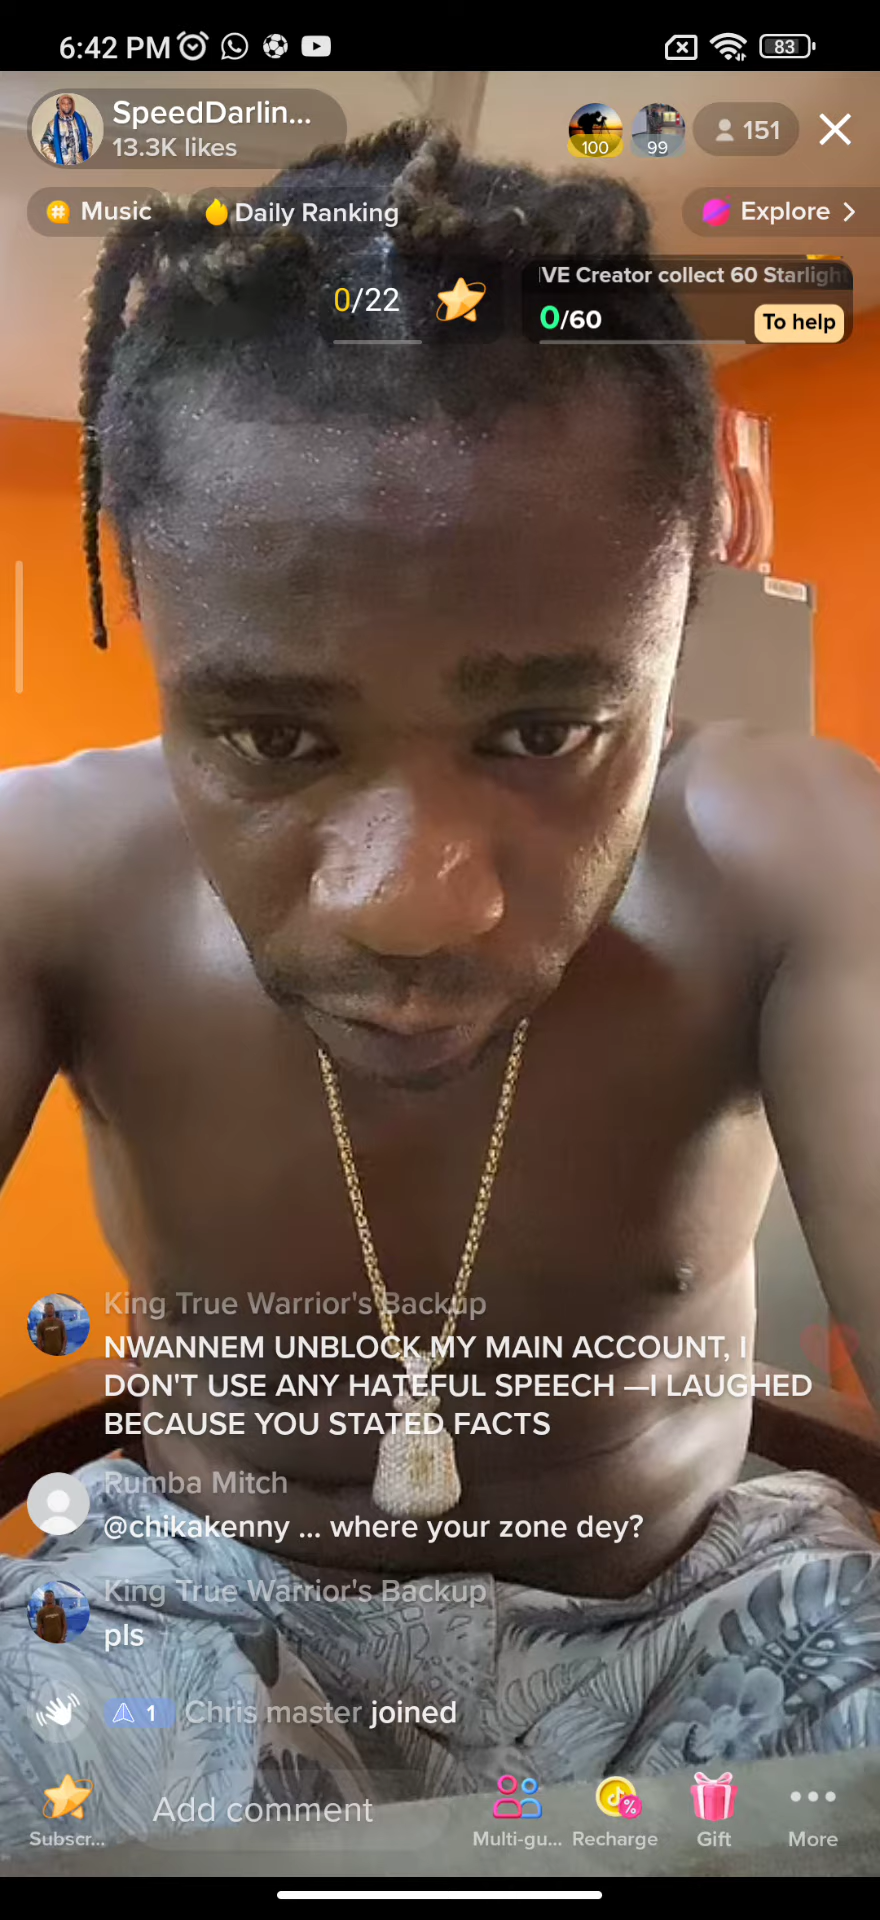 6:42 PM
83
SpeedDarlin...
13.3K likes
100
99
151
Music
Daily Ranking
Explore
0/22
IVE Creator collect 60 Starligh
0/60
To help
King True Warrior's Backup
NWANNEM UNBLOCK MY MAIN ACCOUNT, I
DON'T USE ANY HATEFUL SPEECH —I LAUGHED
BECAUSE YOU STATED FACTS
Rumba Mitch
@chikakenny ... where your zone dey?
King True Warrior's Backup
pls
1 Chris master joined
Add comment
Subscr...
Multi-gu...
Recharge
Gift
More